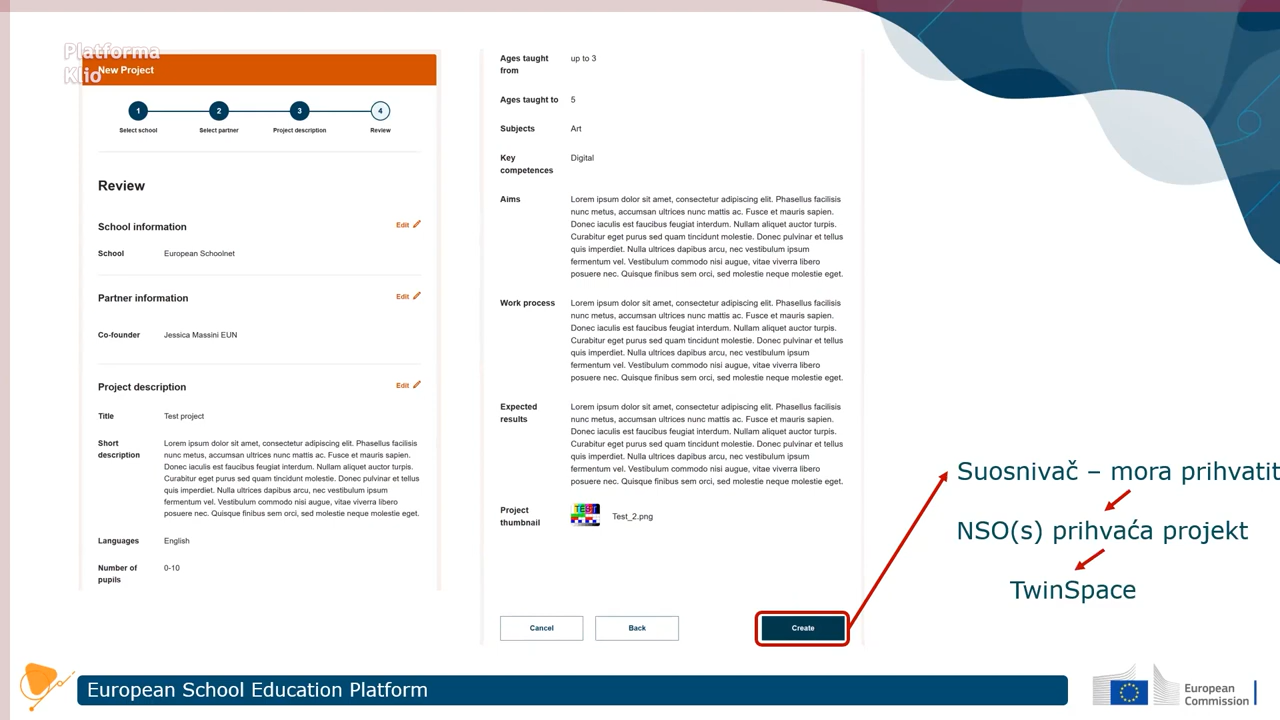 Platforma
Klio
New Project
1
2
3
4
Select school
Select partner
Project description
Review
Review
School information
Edit
School
European Schoolnet
Partner information
Edit
Co-founder
Jessica Massini EUN
Project description
Edit
Title
Test project
Short
description
Lorem ipsum dolor sit amet, consectetur adipiscing elit. Phasellus facilisis
nunc metus, accumsan ultrices nunc mattis ac. Fusce et mauris sapien.
Donec iaculis est faucibus feugiat interdum. Nullam aliquet auctor turpis.
Curabitur eget purus sed quam tincidunt molestie. Donec pulvinar et tellus
quis imperdiet. Nulla ultrices dapibus arcu, nec vestibulum ipsum
fermentum vel. Vestibulum commodo nisi augue, vitae viverra libero
posuere nec. Quisque finibus sem orci, sed molestie neque molestie eget.
Languages
English
Number of
pupils
0-10
Ages taught
from
up to 3
Ages taught to
5
Subjects
Art
Key
competences
Digital
Aims
Lorem ipsum dolor sit amet, consectetur adipiscing elit. Phasellus facilisis
nunc metus, accumsan ultrices nunc mattis ac. Fusce et mauris sapien.
Donec iaculis est faucibus feugiat interdum. Nullam aliquet auctor turpis.
Curabitur eget purus sed quam tincidunt molestie. Donec pulvinar et tellus
quis imperdiet. Nulla ultrices dapibus arcu, nec vestibulum ipsum
fermentum vel. Vestibulum commodo nisi augue, vitae viverra libero
posuere nec. Quisque finibus sem orci, sed molestie neque molestie eget.
Work process
Lorem ipsum dolor sit amet, consectetur adipiscing elit. Phasellus facilisis
nunc metus, accumsan ultrices nunc mattis ac. Fusce et mauris sapien.
Donec iaculis est faucibus feugiat interdum. Nullam aliquet auctor turpis.
Curabitur eget purus sed quam tincidunt molestie. Donec pulvinar et tellus
quis imperdiet. Nulla ultrices dapibus arcu, nec vestibulum ipsum
fermentum vel. Vestibulum commodo nisi augue, vitae viverra libero
posuere nec. Quisque finibus sem orci, sed molestie neque molestie eget.
Expected
results
Lorem ipsum dolor sit amet, consectetur adipiscing elit. Phasellus facilisis
nunc metus, accumsan ultrices nunc mattis ac. Fusce et mauris sapien.
Donec iaculis est faucibus feugiat interdum. Nullam aliquet auctor turpis.
Curabitur eget purus sed quam tincidunt molestie. Donec pulvinar et tellus
quis imperdiet. Nulla ultrices dapibus arcu, nec vestibulum ipsum
fermentum vel. Vestibulum commodo nisi augue, vitae viverra libero
posuere nec. Quisque finibus sem orci, sed molestie neque molestie eget.
Project
thumbnail
TEST
Test_2.png
Cancel
Back
Create
Suosnivač – mora prihvatit
NSO(s) prihvaća projekt
TwinSpace
European School Education Platform
European
Commission